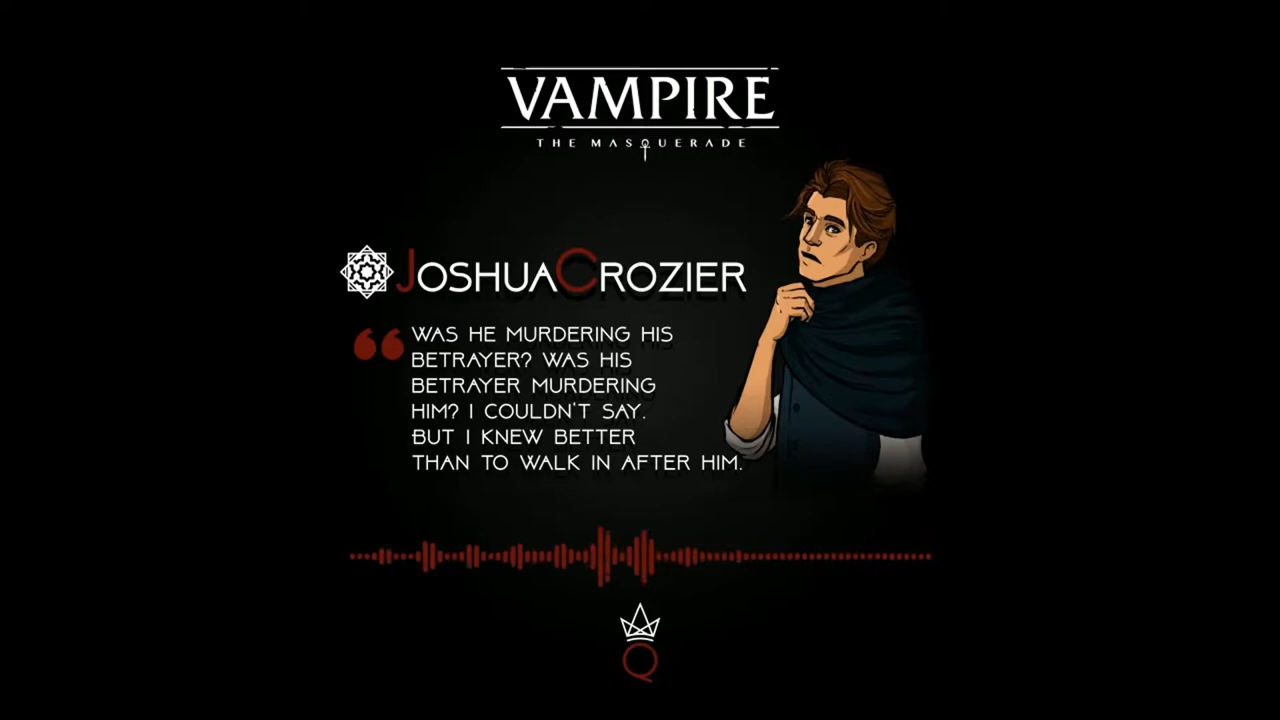 VAMPIRE
THE MASQUERADE
JOSHUA CROZIER
“WAS HE MURDERING HIS
BETRAYER? WAS HIS
BETRAYER MURDERING
HIM? I COULDN'T SAY.
BUT I KNEW BETTER
THAN TO WALK IN AFTER HIM.
Q